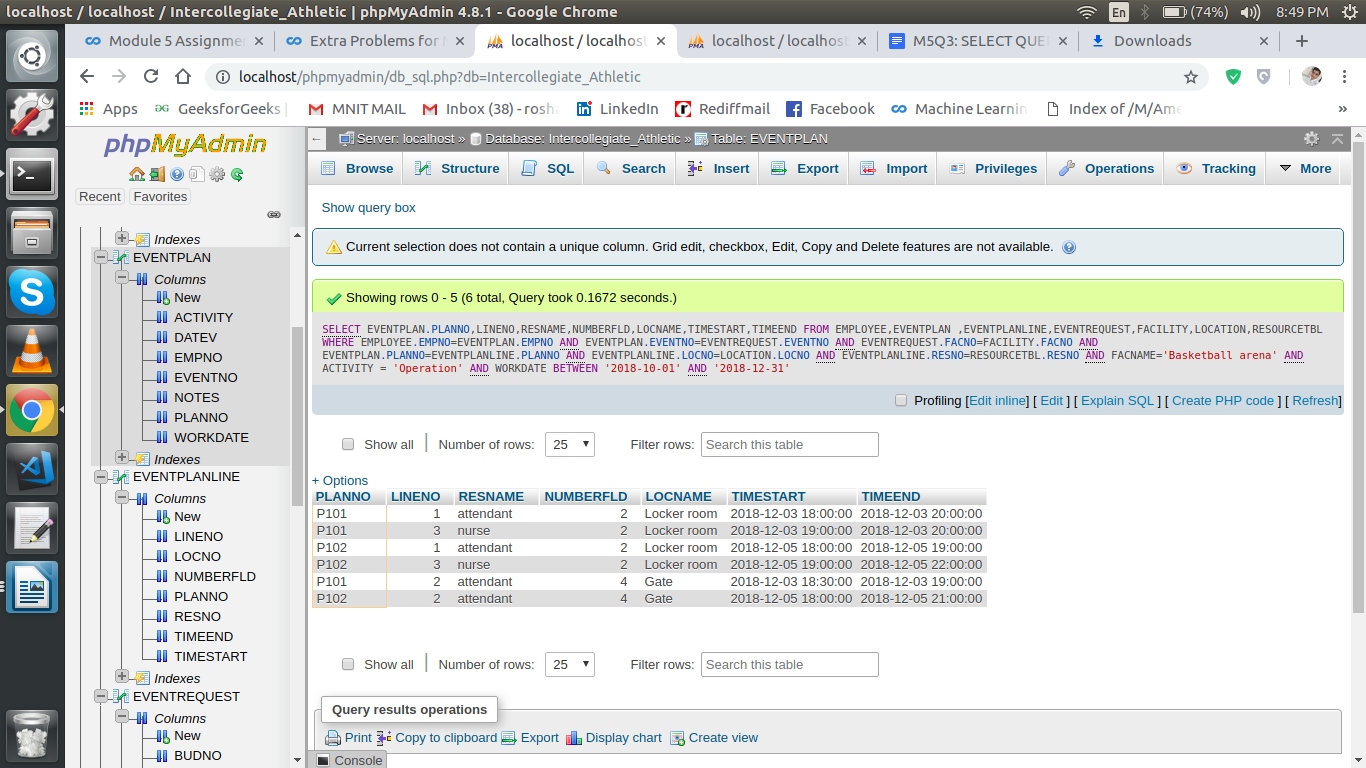 localhost / localhost / Intercollegiate_Athletic | phpMyAdmin 4.8.1 - Google Chrome
En (74%) 8:49 PM
Module 5 Assignme
Extra Problems for
localhost / localhost
localhost / localhost
M5Q3: SELECT QUE
Downloads
localhost/phpmyadmin/db_sql.php?db=Intercollegiate_Athletic
Apps GeeksforGeeks | MNIT MAIL Inbox (38) - rosh LinkedIn Rediffmail Facebook Machine Learnin Index of /M/Ame »
phpMyAdmin
Recent Favorites
Indexes
EVENTPLAN
Columns
New
ACTIVITY
DATEV
EMPNO
EVENTNO
NOTES
PLANNO
WORKDATE
Indexes
EVENTPLANLINE
Columns
New
LINENO
LOCNO
NUMBERFLD
PLANNO
RESNO
TIMEEND
TIMESTART
Indexes
EVENTREQUEST
Columns
New
BUDNO
Server: localhost » Database: Intercollegiate_Athletic » Table: EVENTPLAN
Browse Structure SQL Search Insert Export Import Privileges Operations Tracking More
Show query box
Current selection does not contain a unique column. Grid edit, checkbox, Edit, Copy and Delete features are not available.
Showing rows 0 - 5 (6 total, Query took 0.1672 seconds.)
SELECT EVENTPLAN.PLANNO,LINENO,RESNAME,NUMBERFLD,LOCNAME,TIMESTART,TIMEEND FROM EMPLOYEE,EVENTPLAN ,EVENTPLANLINE,EVENTREQUEST,FACILITY,LOCATION,RESOURCETBL
WHERE EMPLOYEE.EMPNO=EVENTPLAN.EMPNO AND EVENTPLAN.EVENTNO=EVENTREQUEST.EVENTNO AND EVENTREQUEST.FACNO=FACILITY.FACNO AND
EVENTPLAN.PLANNO=EVENTPLANLINE.PLANNO AND EVENTPLANLINE.LOCNO=LOCATION.LOCNO AND EVENTPLANLINE.RESNO=RESOURCETBL.RESNO AND FACNAME='Basketball arena' AND
ACTIVITY = 'Operation' AND WORKDATE BETWEEN '2018-10-01' AND '2018-12-31'
Profiling [Edit inline] [ Edit ] [ Explain SQL ] [ Create PHP code ] [ Refresh]
Show all Number of rows: 25 Filter rows: Search this table
+ Options
PLANNO LINENO RESNAME NUMBERFLD LOCNAME TIMESTART TIMEEND
P101 1 attendant 2 Locker room 2018-12-03 18:00:00 2018-12-03 20:00:00
P101 3 nurse 2 Locker room 2018-12-03 19:00:00 2018-12-03 20:00:00
P102 1 attendant 2 Locker room 2018-12-05 18:00:00 2018-12-05 19:00:00
P102 3 nurse 2 Locker room 2018-12-05 19:00:00 2018-12-05 22:00:00
P101 2 attendant 4 Gate 2018-12-03 18:30:00 2018-12-03 19:00:00
P102 2 attendant 4 Gate 2018-12-05 18:00:00 2018-12-05 21:00:00
Show all Number of rows: 25 Filter rows: Search this table
Query results operations
Print Copy to clipboard Export Display chart Create view
Console